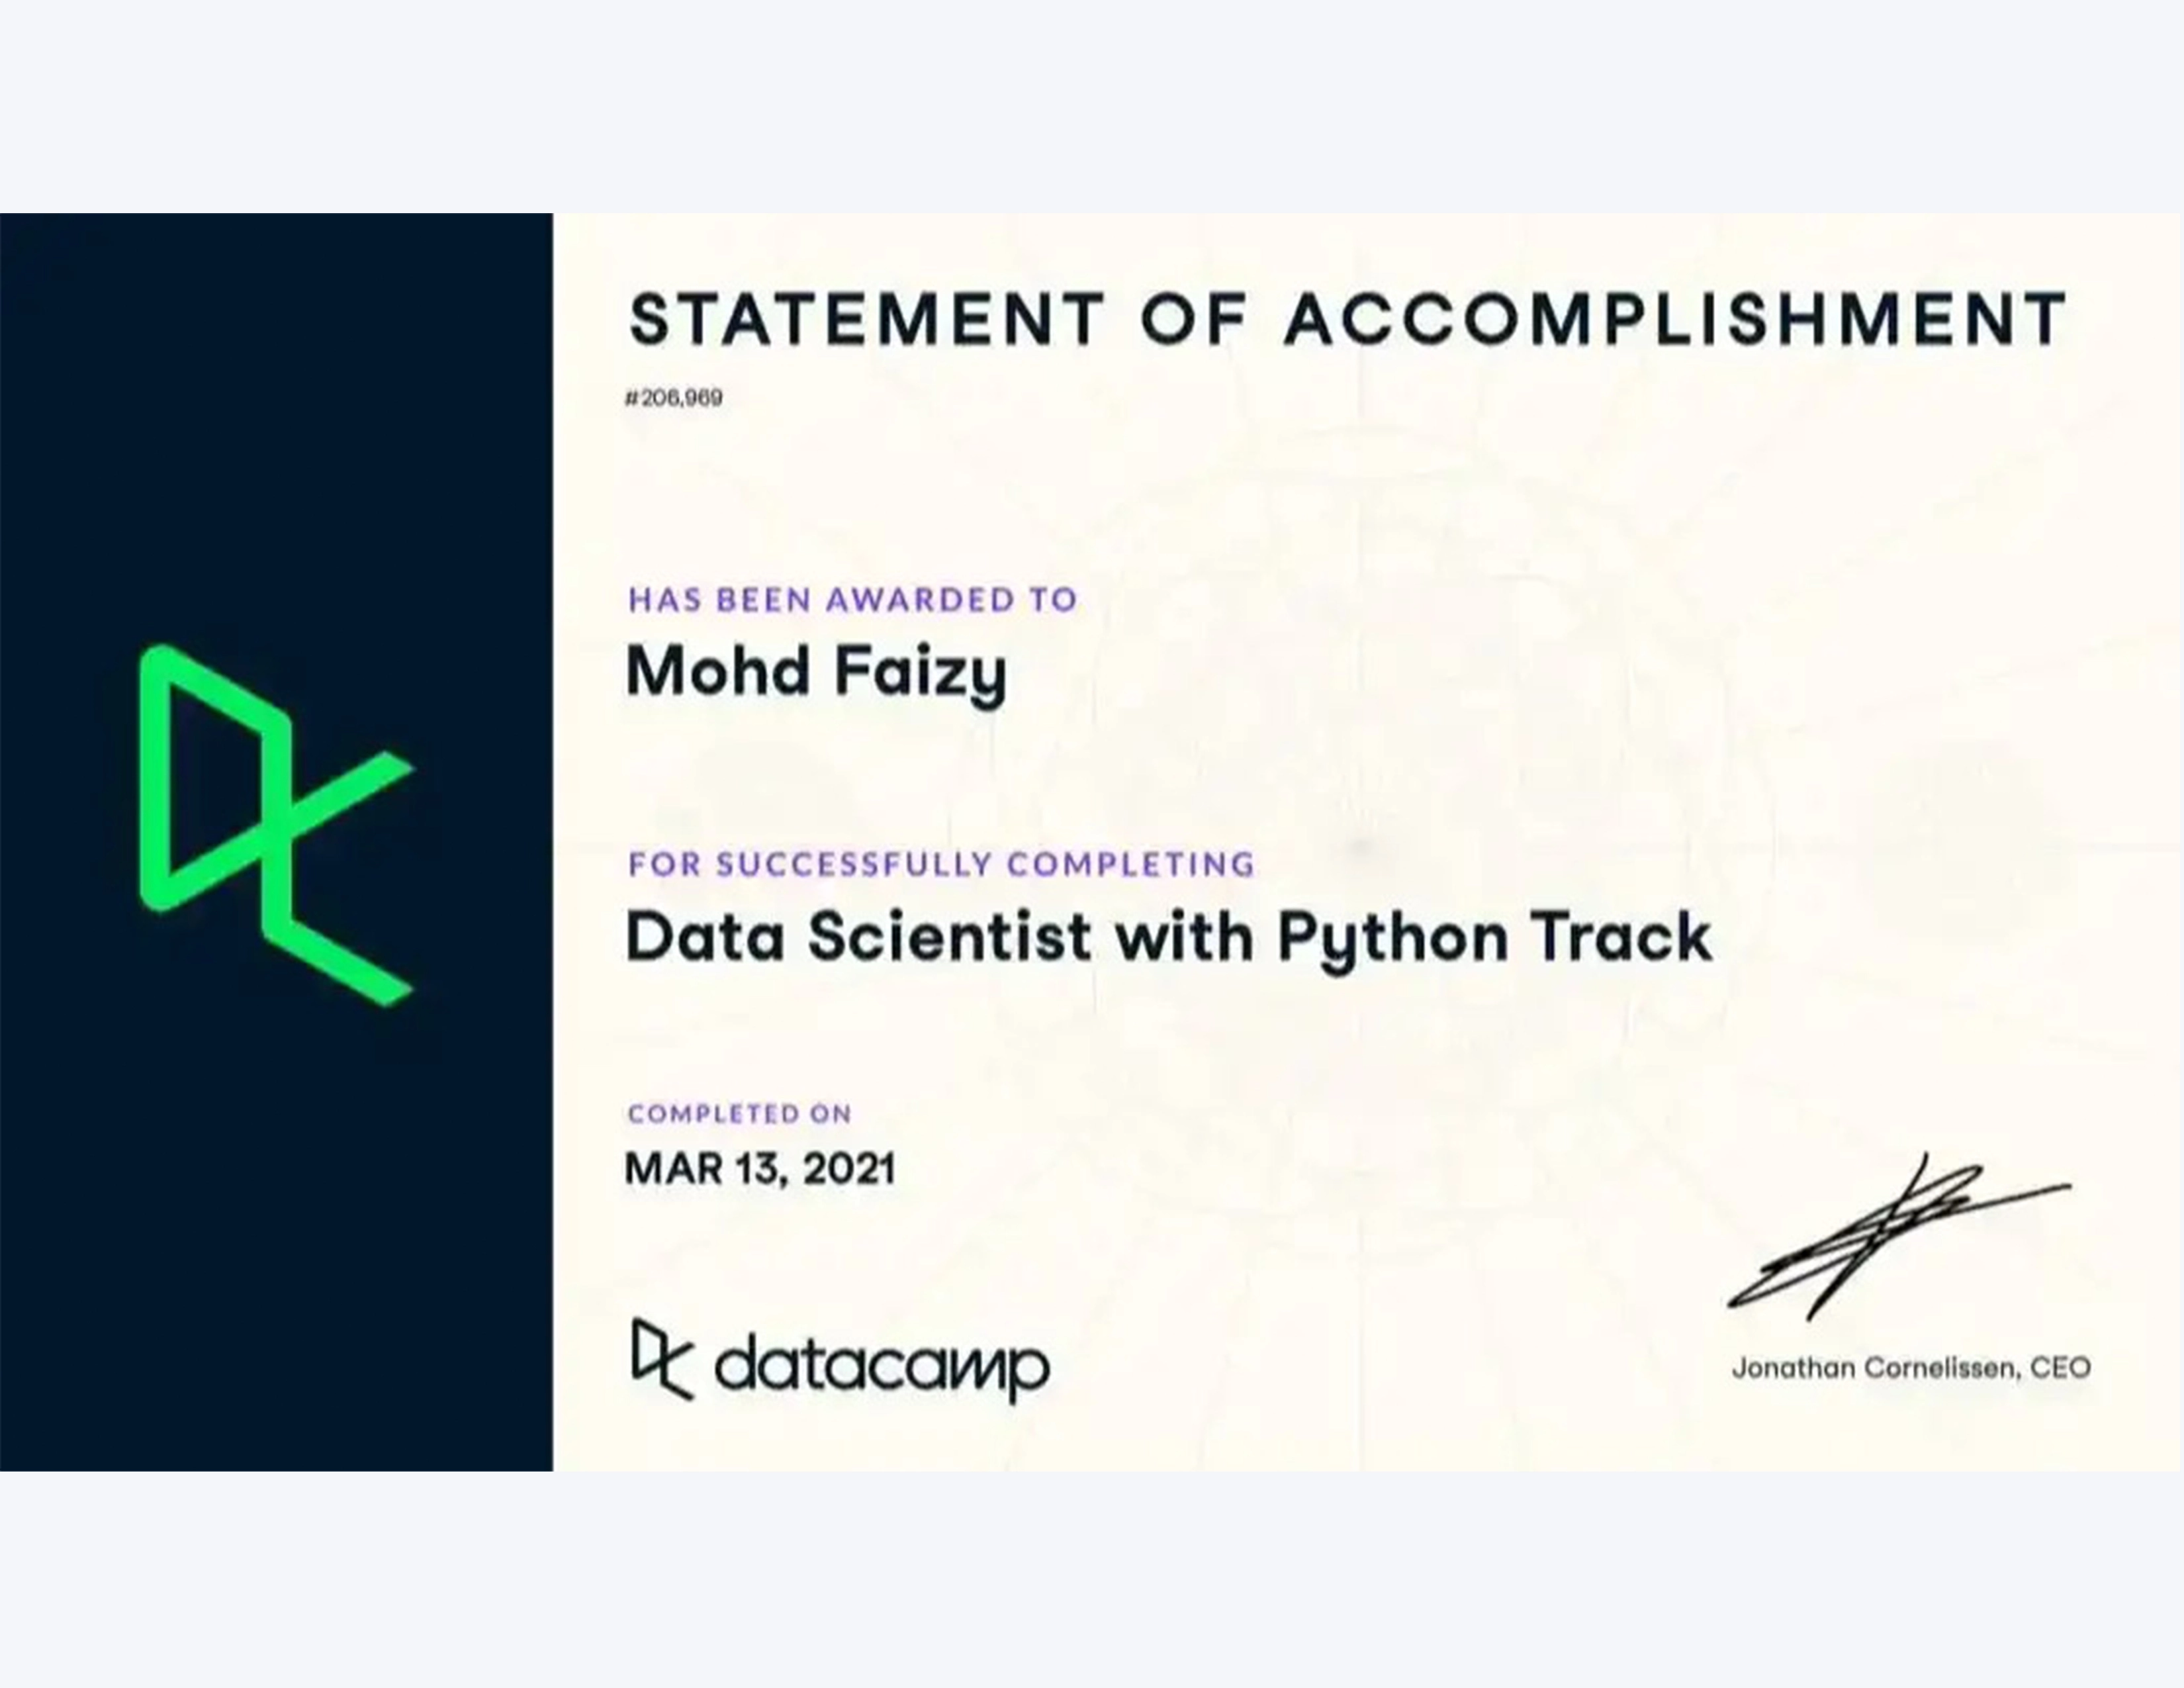 STATEMENT OF ACCOMPLISHMENT
#206,969
HAS BEEN AWARDED TO
Mohd Faizy
FOR SUCCESSFULLY COMPLETING
Data Scientist with Python Track
COMPLETED ON
MAR 13, 2021
datacamp
Jonathan Cornelissen, CEO